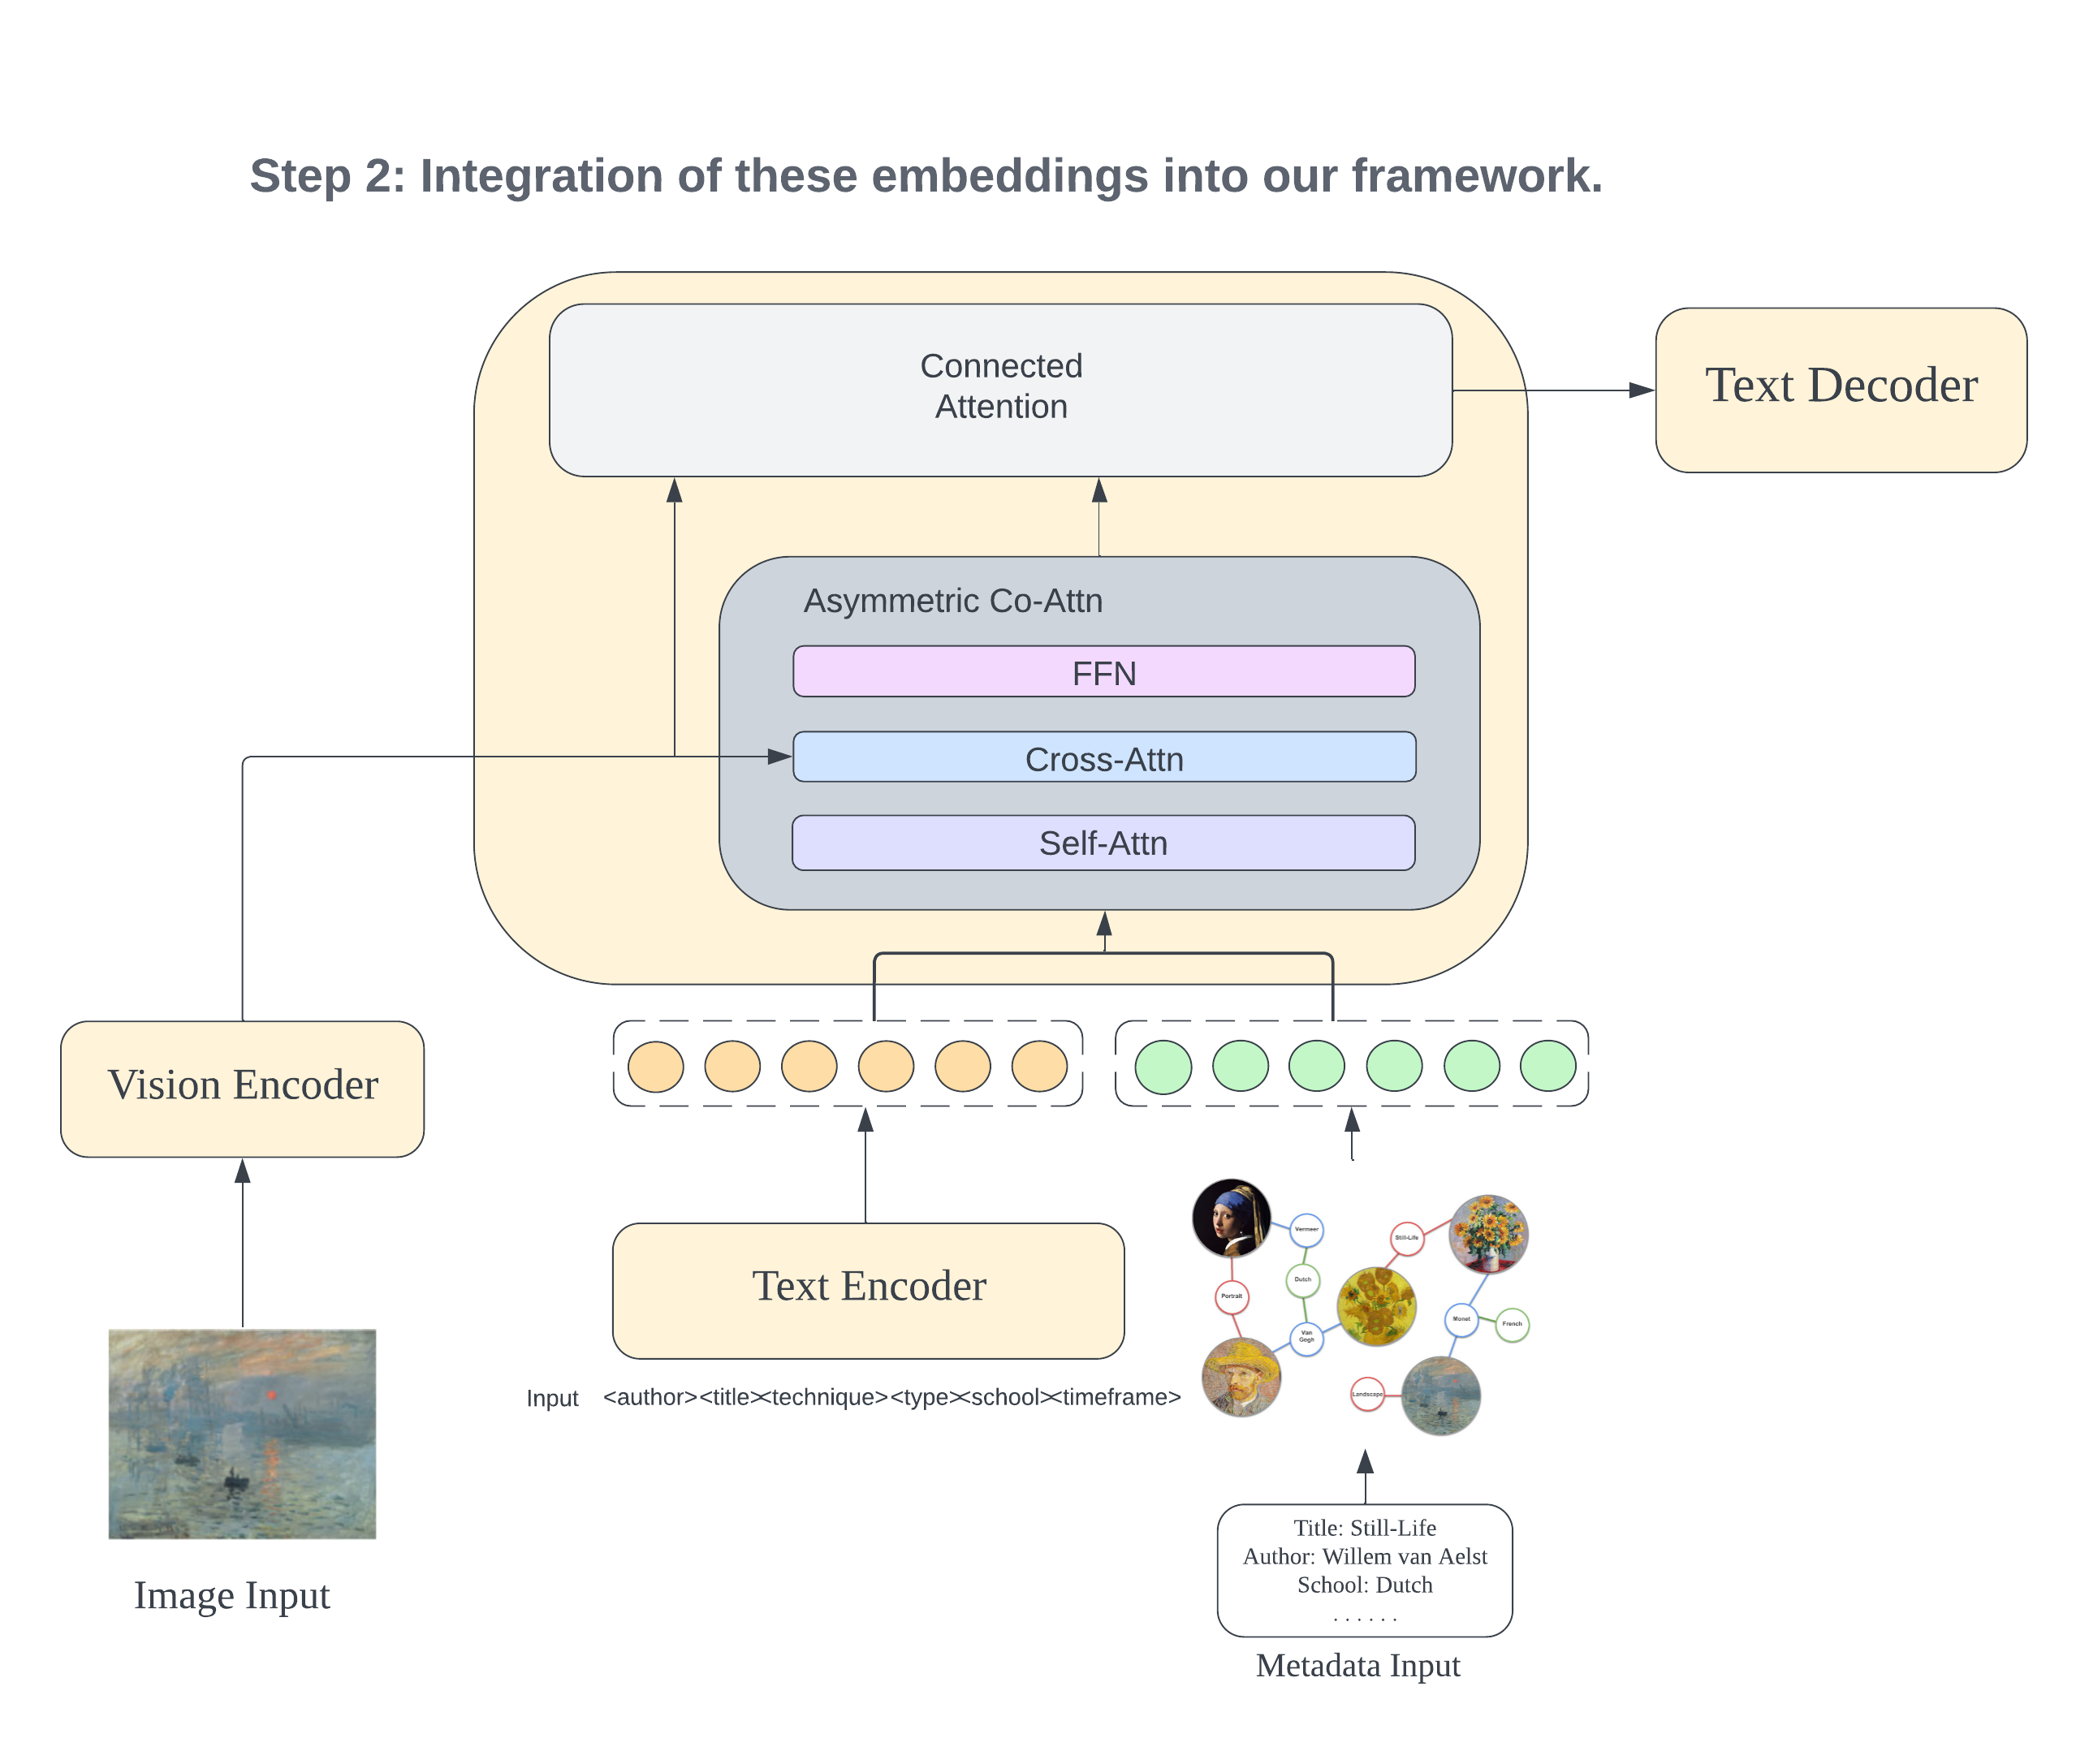 Step 2: Integration of these embeddings into our framework.
Connected
Attention
Text Decoder
Asymmetric Co-Attn
FFN
Cross-Attn
Self-Attn
Vision Encoder
Text Encoder
Input <author><title><technique><type><school><timeframe>
Vermeer
Still-Life
Dutch
Portrait
Monet
French
Van
Gogh
Landscape
Image Input
Title: Still-Life
Author: Willem van Aelst
School: Dutch
. . . . . .
Metadata Input